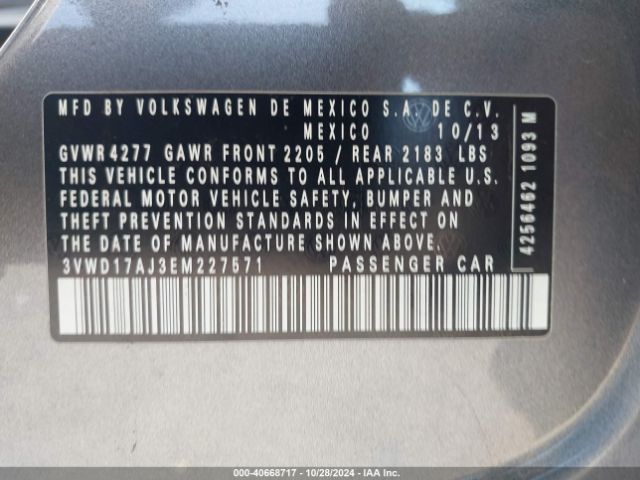 MFD BY VOLKSWAGEN DE MEXICO S.A. DE C.V.
MEXICO 10/13
GVWR 4277 GAWR FRONT 2205 / REAR 2183 LBS
THIS VEHICLE CONFORMS TO ALL APPLICABLE U.S.
FEDERAL MOTOR VEHICLE SAFETY, BUMPER AND
THEFT PREVENTION STANDARDS IN EFFECT ON
THE DATE OF MANUFACTURE SHOWN ABOVE.
3VWD17AJ3EM227571 PASSENGER CAR
4256462 1093 M
000-40668717 - 10/28/2024 - IAA Inc.